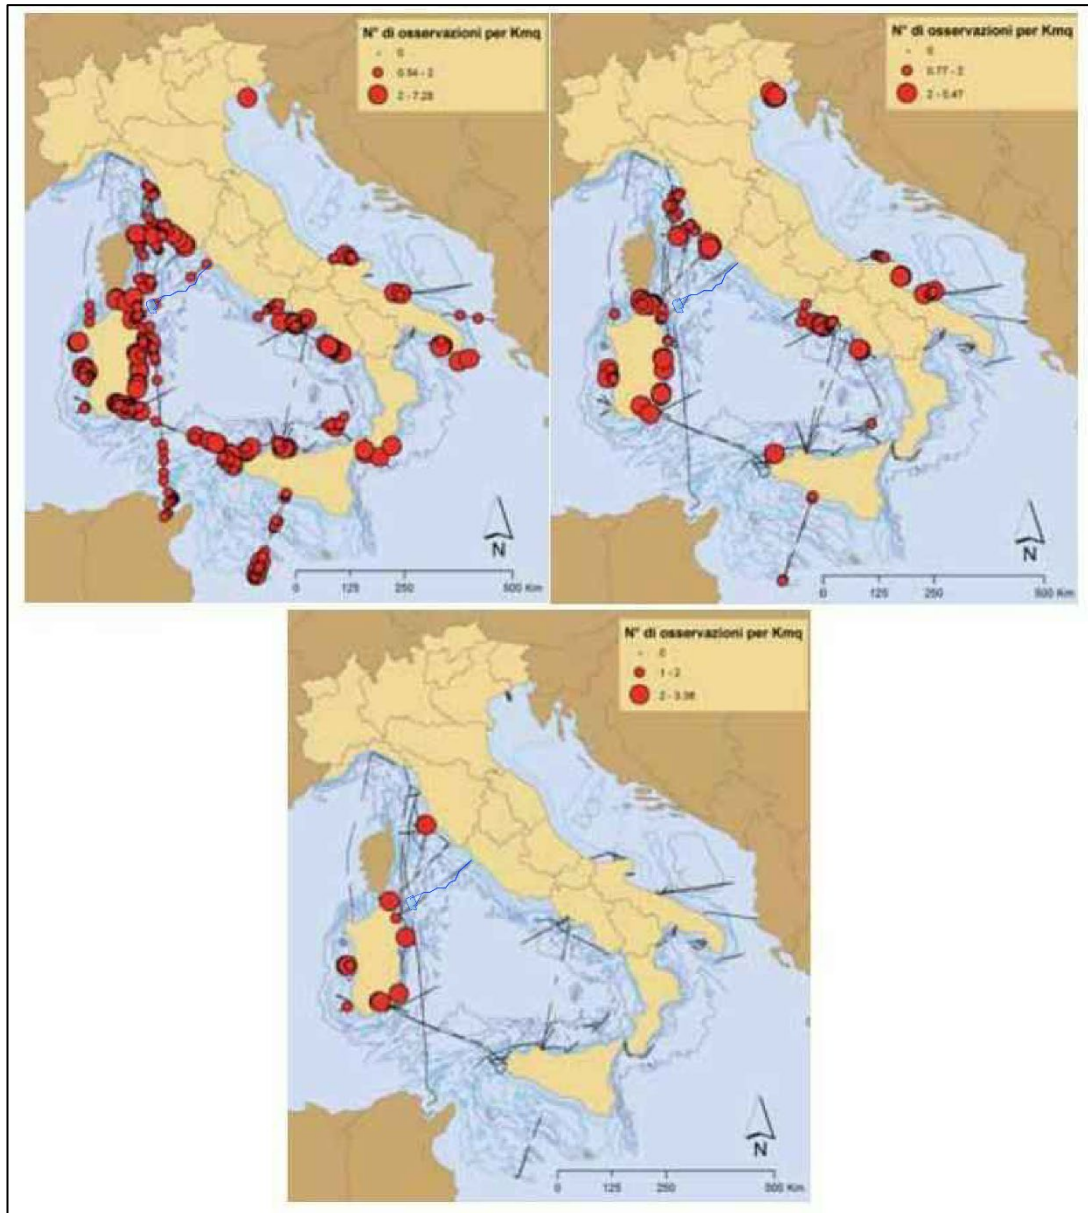 N° di osservazioni per Kmq
0
0.54 - 2
2 - 7.28
N
0 125 250 500 Km
N° di osservazioni per Kmq
0
0.77 - 2
2 - 5.47
N
0 125 250 500 Km
N° di osservazioni per Kmq
0
1 - 2
2 - 3.38
N
0 125 250 500 Km